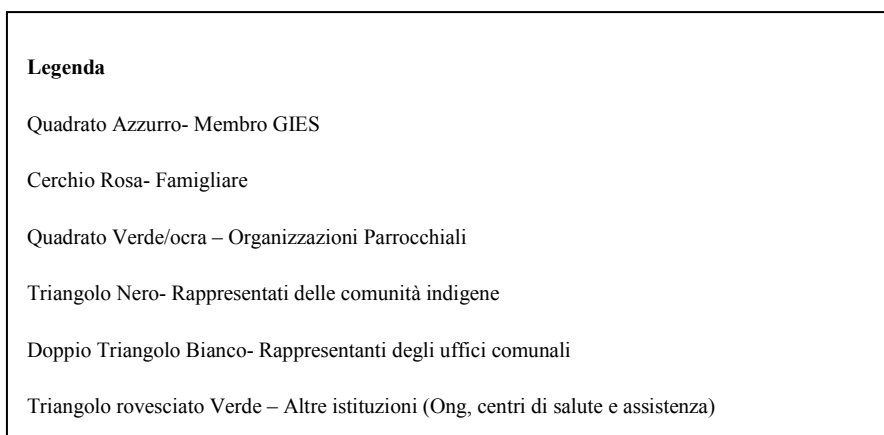 Legenda
Quadrato Azzurro- Membro GIES
Cerchio Rosa- Famigliare
Quadrato Verde/ocra – Organizzazioni Parrocchiali
Triangolo Nero- Rappresentati delle comunità indigene
Doppio Triangolo Bianco- Rappresentanti degli uffici comunali
Triangolo rovesciato Verde – Altre istituzioni (Ong, centri di salute e assistenza)